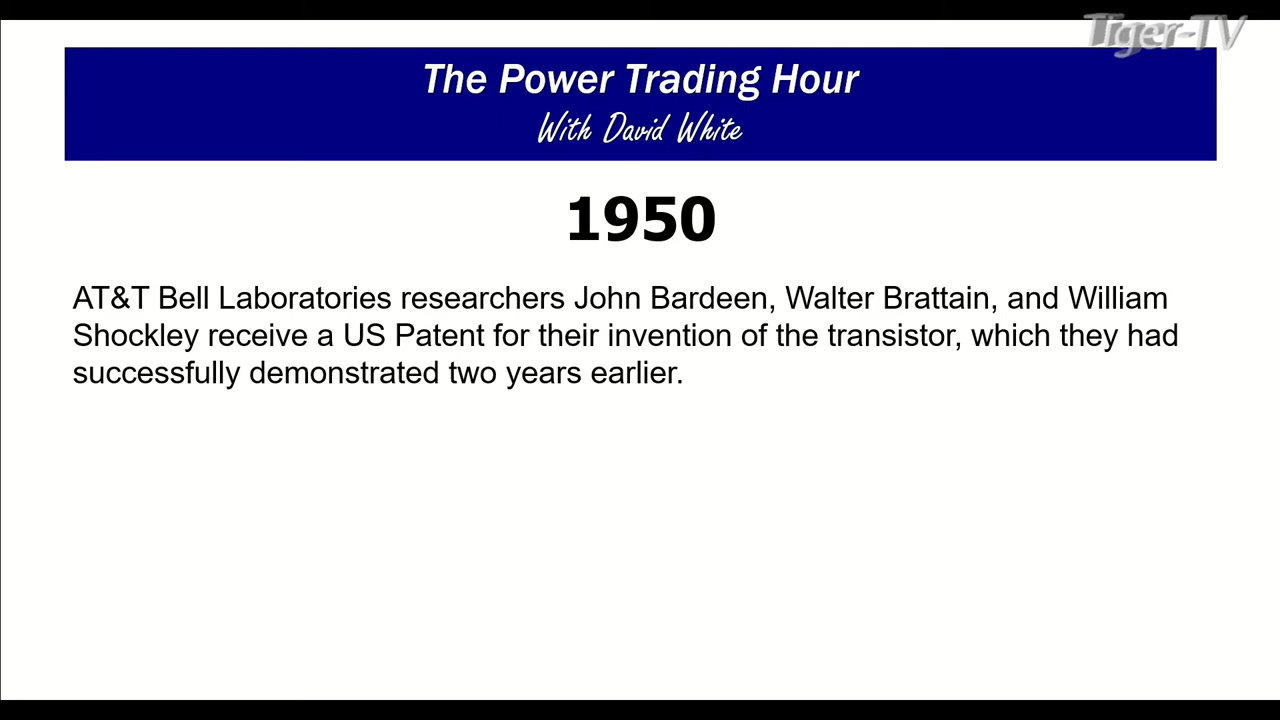 Tiger-TV
The Power Trading Hour
With David White
1950
AT&T Bell Laboratories researchers John Bardeen, Walter Brattain, and William
Shockley receive a US Patent for their invention of the transistor, which they had
successfully demonstrated two years earlier.